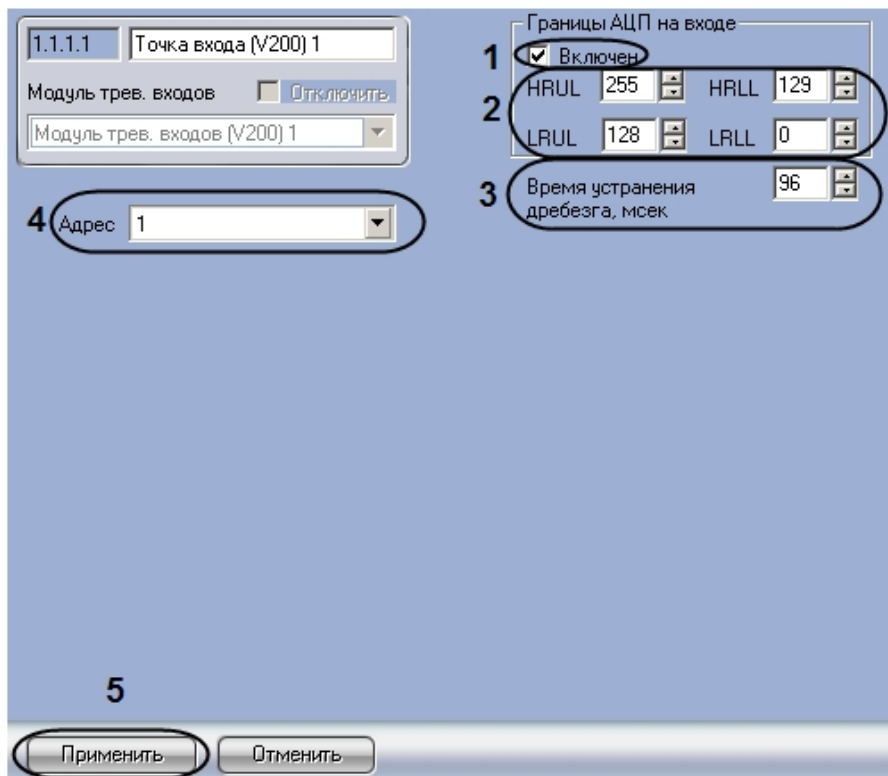 1.1.1.1 Точка входа (V200) 1
Модуль трев. входов Отключить
Модуль трев. входов (V200) 1
4 Адрес 1
Границы АЦП на входе
1 Включен
2
HRUL 255 HRLL 129
LRUL 128 LRLL 0
3 Время устранения 96
дребезга, мсек
5
Применить Отменить